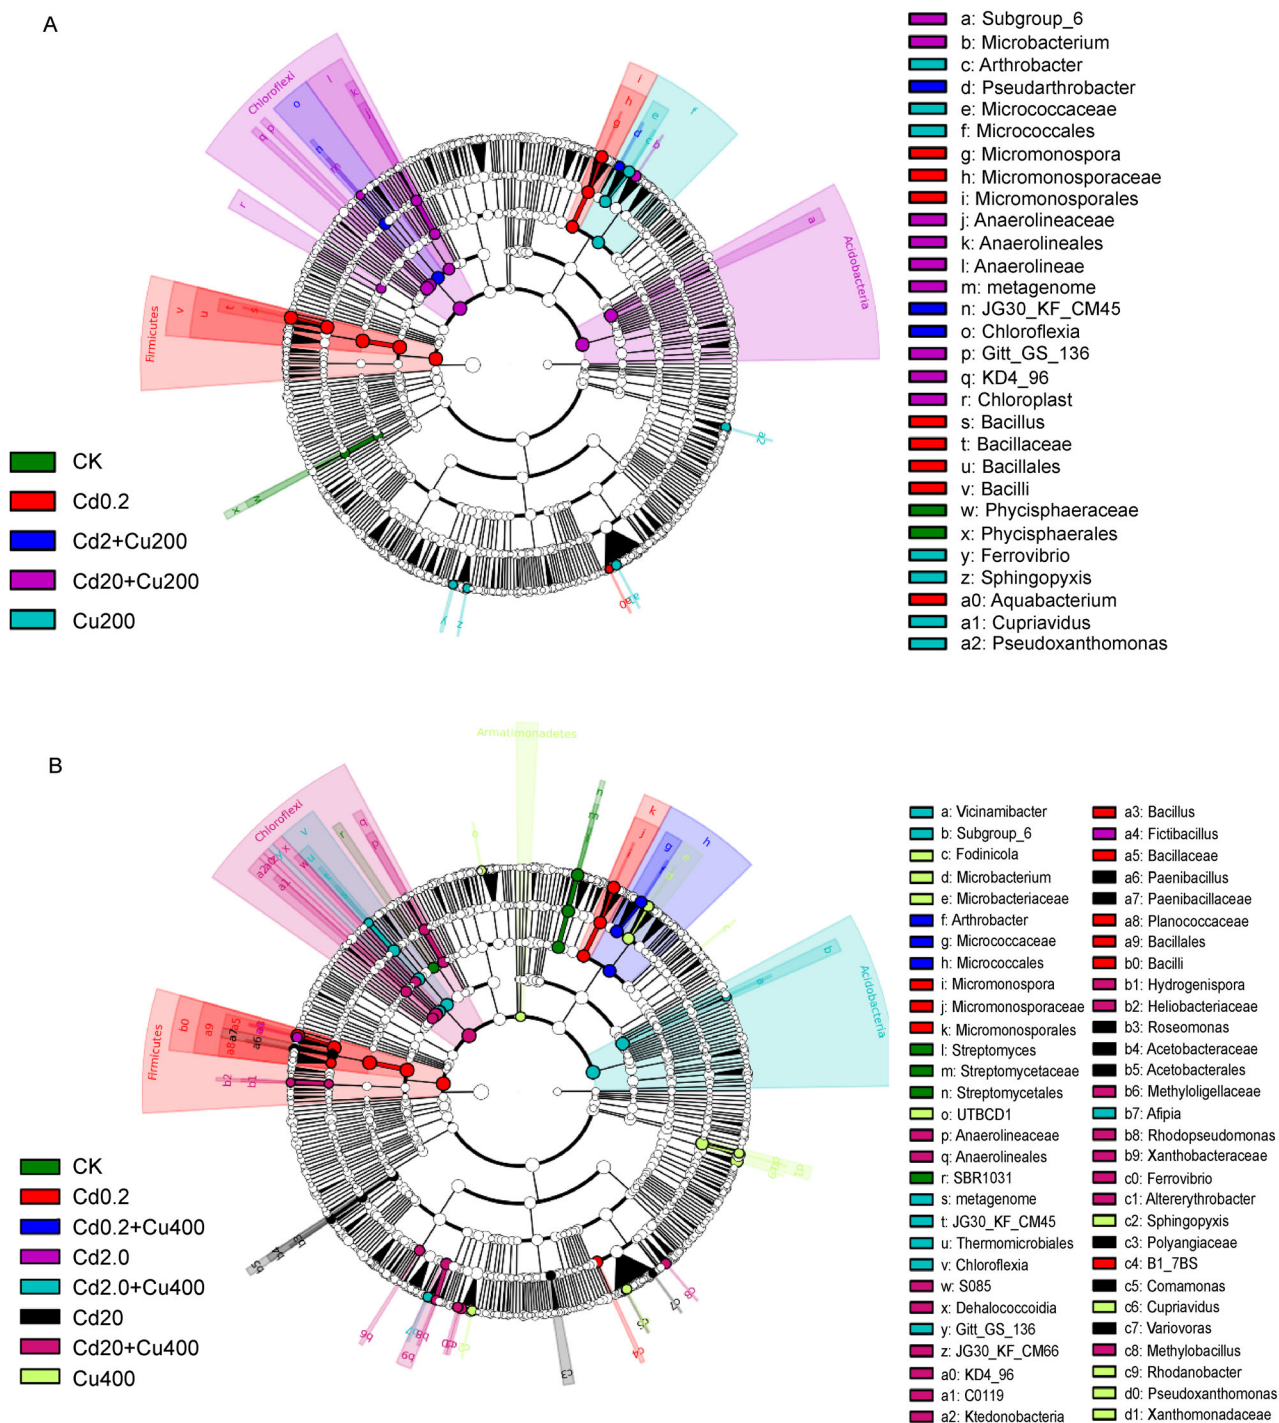 A
Chloroflexi
Acidobacteria
Firmicutes
a: Subgroup_6
b: Microbacterium
c: Arthrobacter
d: Pseudarthrobacter
e: Micrococcaceae
f: Micrococcales
g: Micromonospora
h: Micromonosporaceae
i: Micromonosporales
j: Anaerolineaceae
k: Anaerolineales
l: Anaerolineae
m: metagenome
n: JG30_KF_CM45
o: Chloroflexia
p: Gitt_GS_136
q: KD4_96
r: Chloroplast
s: Bacillus
t: Bacillaceae
u: Bacillales
v: Bacilli
w: Phycisphaeraceae
x: Phycisphaerales
y: Ferrovibrio
z: Sphingopyxis
a0: Aquabacterium
a1: Cupriavidus
a2: Pseudoxanthomonas
CK
Cd0.2
Cd2+Cu200
Cd20+Cu200
Cu200
B
Armatimonadetes
Chloroflexi
Acidobacteria
Firmicutes
CK
Cd0.2
Cd0.2+Cu400
Cd2.0
Cd2.0+Cu400
Cd20
Cd20+Cu400
Cu400
a: Vicinamibacter
b: Subgroup_6
c: Fodinicola
d: Microbacterium
e: Microbacteriaceae
f: Arthrobacter
g: Micrococcaceae
h: Micrococcales
i: Micromonospora
j: Micromonosporaceae
k: Micromonosporales
l: Streptomyces
m: Streptomycetaceae
n: Streptomycetales
o: UTBCD1
p: Anaerolineaceae
q: Anaerolineales
r: SBR1031
s: metagenome
t: JG30_KF_CM45
u: Thermomicrobiales
v: Chloroflexia
w: S085
x: Dehalococcoidia
y: Gitt_GS_136
z: JG30_KF_CM66
a0: KD4_96
a1: C0119
a2: Ktedonobacteria
a3: Bacillus
a4: Fictibacillus
a5: Bacillaceae
a6: Paenibacillus
a7: Paenibacillaceae
a8: Planococcaceae
a9: Bacillales
b0: Bacilli
b1: Hydrogenispora
b2: Heliobacteriaceae
b3: Roseomonas
b4: Acetobacteraceae
b5: Acetobacterales
b6: Methyloligellaceae
b7: Afipia
b8: Rhodopseudomonas
b9: Xanthobacteraceae
c0: Ferrovibrio
c1: Altererythrobacter
c2: Sphingopyxis
c3: Polyangiaceae
c4: B1_7BS
c5: Comamonas
c6: Cupriavidus
c7: Variovoras
c8: Methylobacillus
c9: Rhodanobacter
d0: Pseudoxanthomonas
d1: Xanthomonadaceae